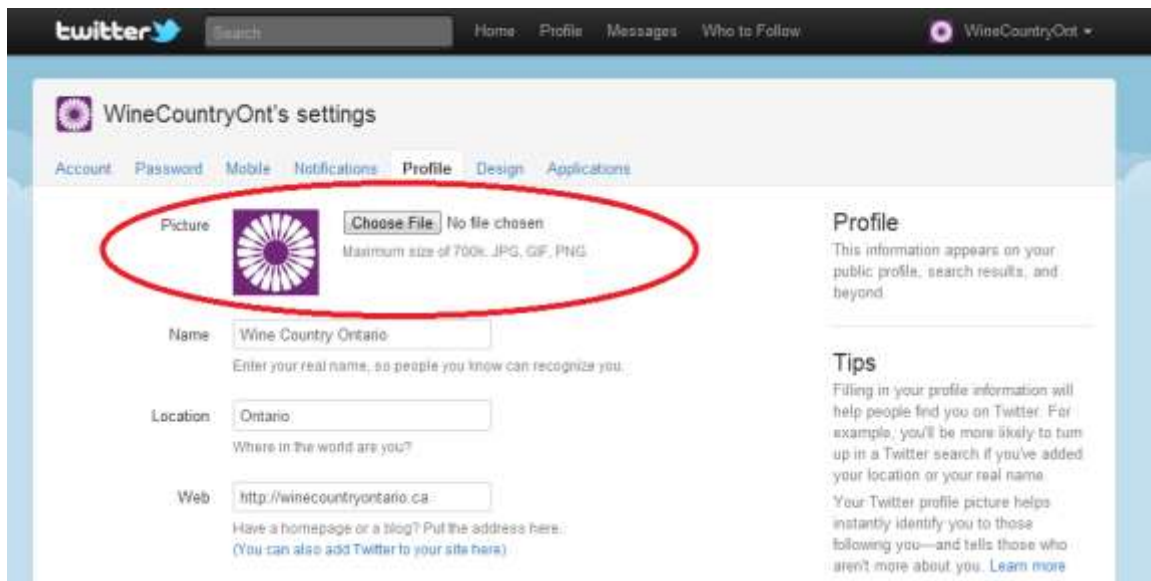 twitter
Search
Home Profile Messages Who to Follow
WineCountryOnt
WineCountryOnt's settings
Account Password Mobile Notifications Profile Design Applications
Picture
Choose File No file chosen
Maximum size of 700k. JPG, GIF, PNG.
Name
Wine Country Ontario
Enter your real name, so people you know can recognize you.
Location
Ontario
Where in the world are you?
Web
http://winecountryontario.ca
Have a homepage or a blog? Put the address here.
(You can also add Twitter to your site here)
Profile
This information appears on your
public profile, search results, and
beyond.
Tips
Filling in your profile information will
help people find you on Twitter. For
example, you'll be more likely to turn
up in a Twitter search if you've added
your location or your real name.
Your Twitter profile picture helps
instantly identify you to those
following you—and tells those who
aren't more about you. Learn more